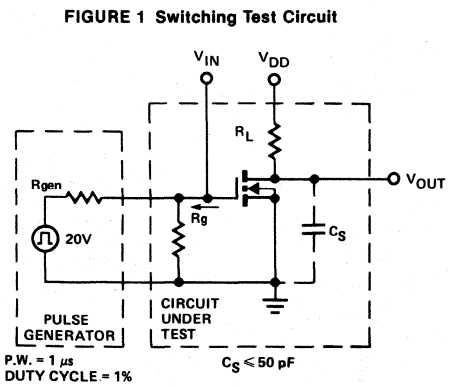 FIGURE 1 Switching Test Circuit
VIN
VDD
RL
Rgen
Rg
VOUT
20V
CS
PULSE
GENERATOR
CIRCUIT
UNDER
TEST
P.W. = 1 μs
DUTY CYCLE = 1%
CS ⩽ 50 pF